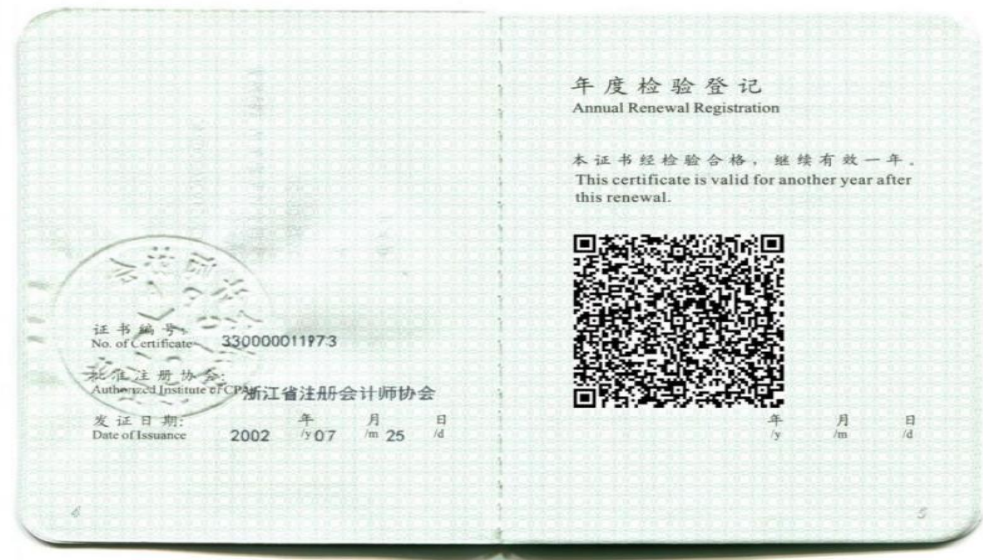 证书编号:
No. of Certificate
330000011973
批准注册协会:
Authorized Institute of CPAs
浙江省注册会计师协会
发证日期:
Date of Issuance
2002 年 /y 07 月 /m 25 日 /d
6
年度检验登记
Annual Renewal Registration
本证书经检验合格，继续有效一年。
This certificate is valid for another year after
this renewal.
年 月 日
/y /m /d
5